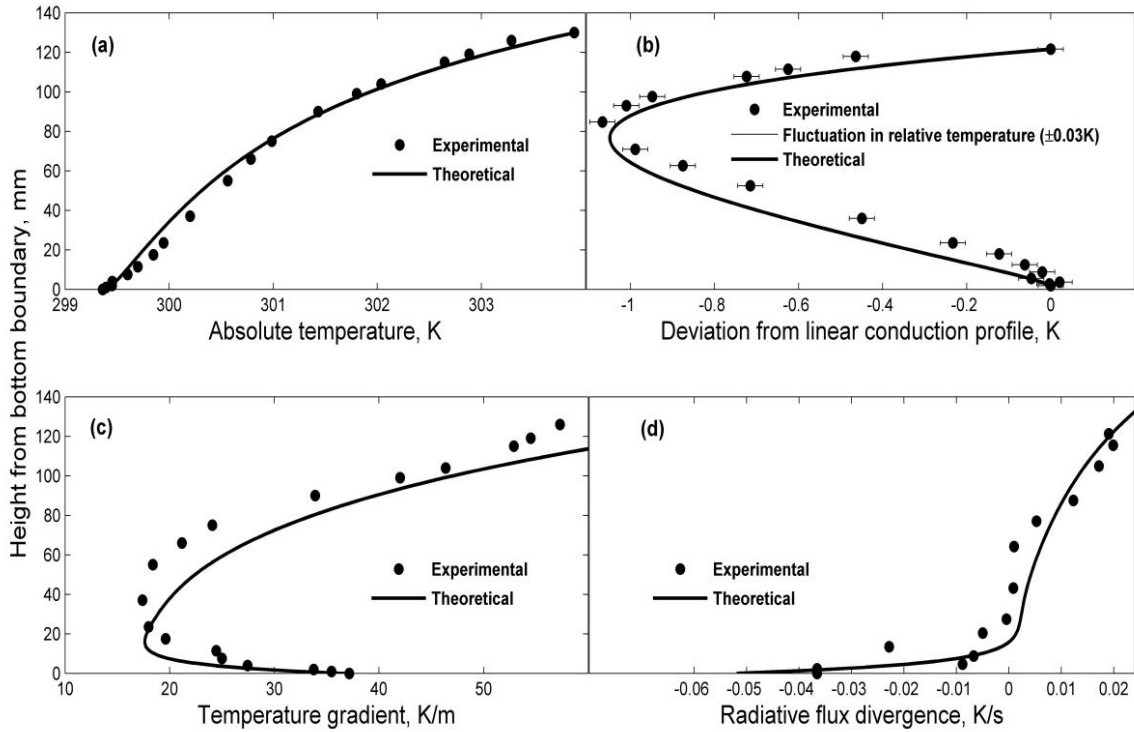 Height from bottom boundary, mm
140
120
100
80
60
40
20
0
(a)
Experimental
Theoretical
299
300
301
302
303
Absolute temperature, K
(b)
Experimental
Fluctuation in relative temperature (±0.03K)
Theoretical
-1
-0.8
-0.6
-0.4
-0.2
0
Deviation from linear conduction profile, K
140
120
100
80
60
40
20
0
(c)
Experimental
Theoretical
10
20
30
40
50
Temperature gradient, K/m
(d)
Experimental
Theoretical
-0.06
-0.05
-0.04
-0.03
-0.02
-0.01
0
0.01
0.02
Radiative flux divergence, K/s